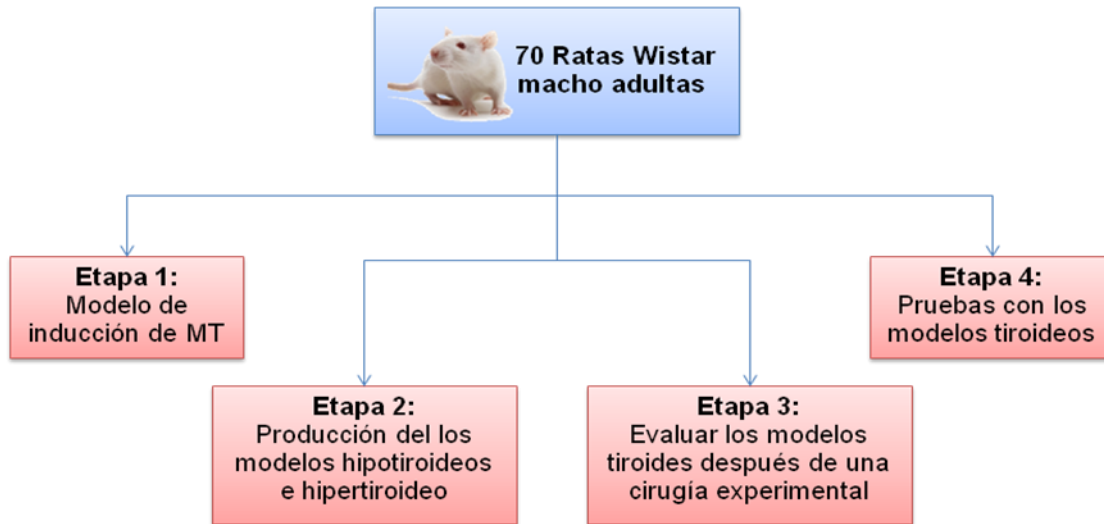 70 Ratas Wistar
macho adultas
Etapa 1:
Modelo de
inducción de MT
Etapa 2:
Producción del los
modelos hipotiroideos
e hipertiroideo
Etapa 3:
Evaluar los modelos
tiroides después de una
cirugía experimental
Etapa 4:
Pruebas con los
modelos tiroideos